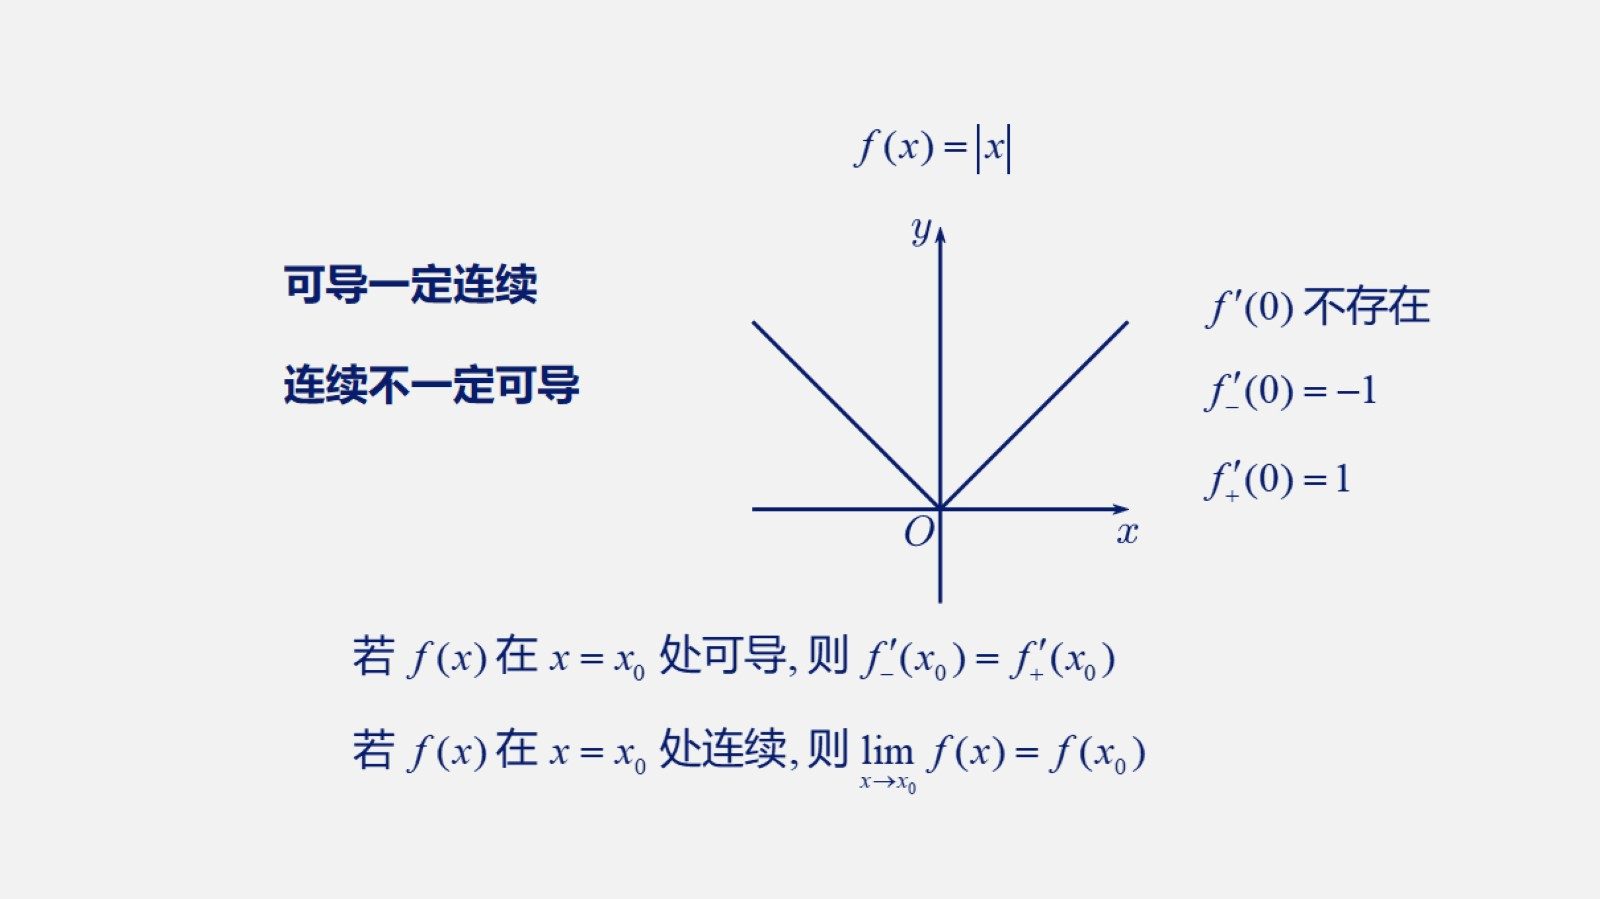 f(x)=|x|
y
可导一定连续
连续不一定可导
f′(0) 不存在
f′₋(0)=−1
f′₊(0)=1
O
x
若 f(x) 在 x=x₀ 处可导, 则 f′₋(x₀)=f′₊(x₀)
若 f(x) 在 x=x₀ 处连续, 则 lim x→x₀ f(x)=f(x₀)